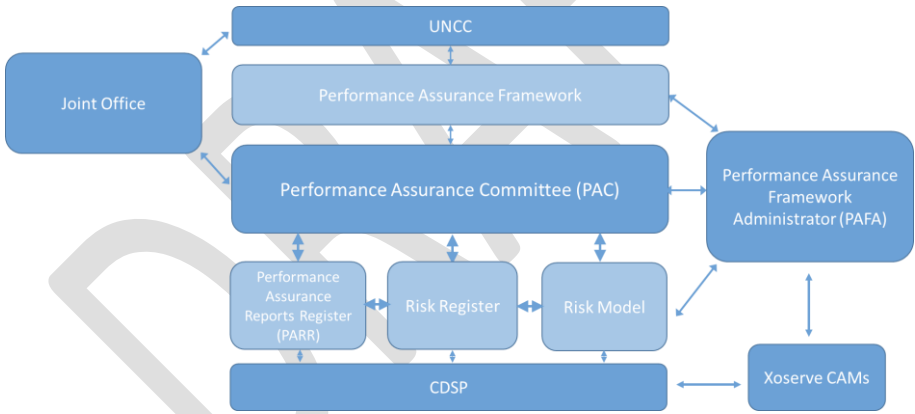 UNCC
Joint Office
Performance Assurance Framework
Performance Assurance Committee (PAC)
Performance Assurance
Framework
Administrator (PAFA)
Performance
Assurance
Reports Register
(PARR)
Risk Register
Risk Model
CDSP
Xoserve CAMs